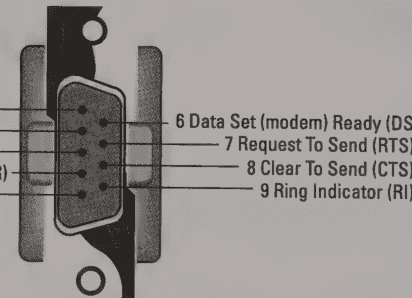 6 Data Set (modem) Ready (DS
7 Request To Send (RTS)
R)
8 Clear To Send (CTS)
9 Ring Indicator (RI)